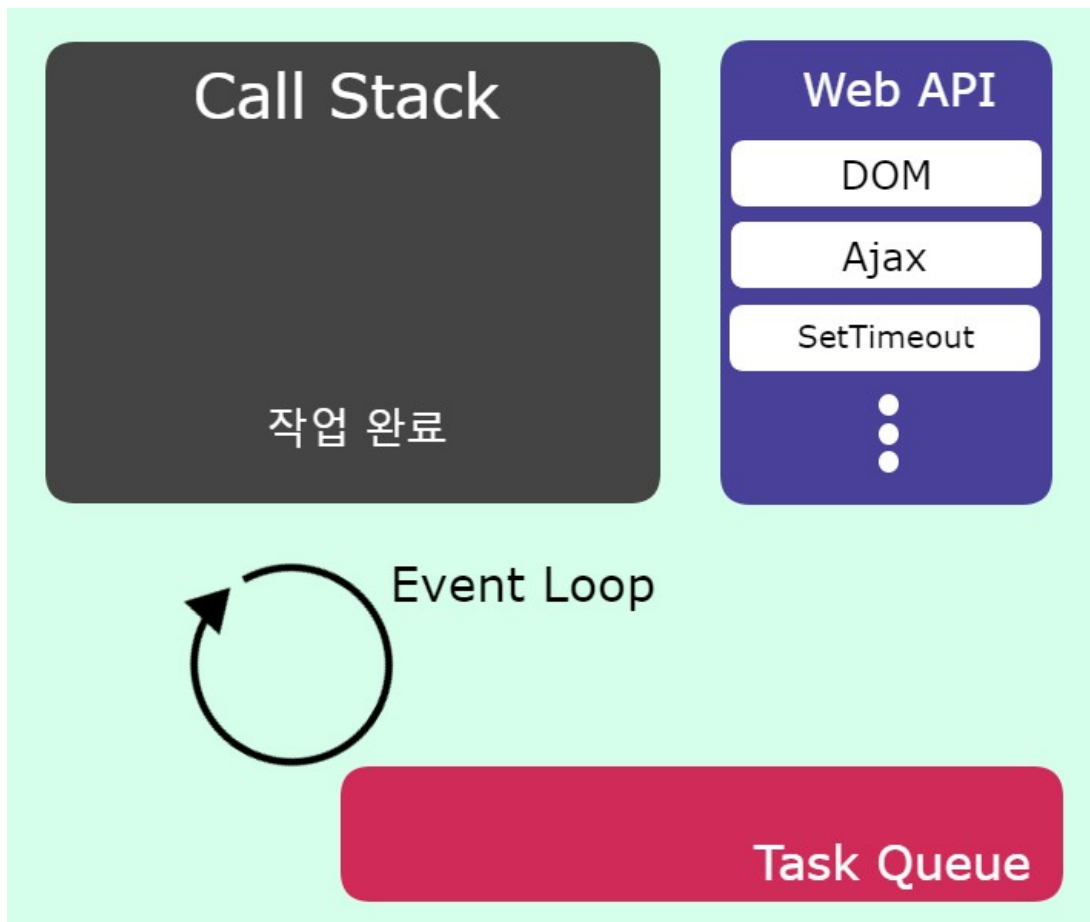 Call Stack
작업 완료
Web API
DOM
Ajax
SetTimeout
Event Loop
Task Queue